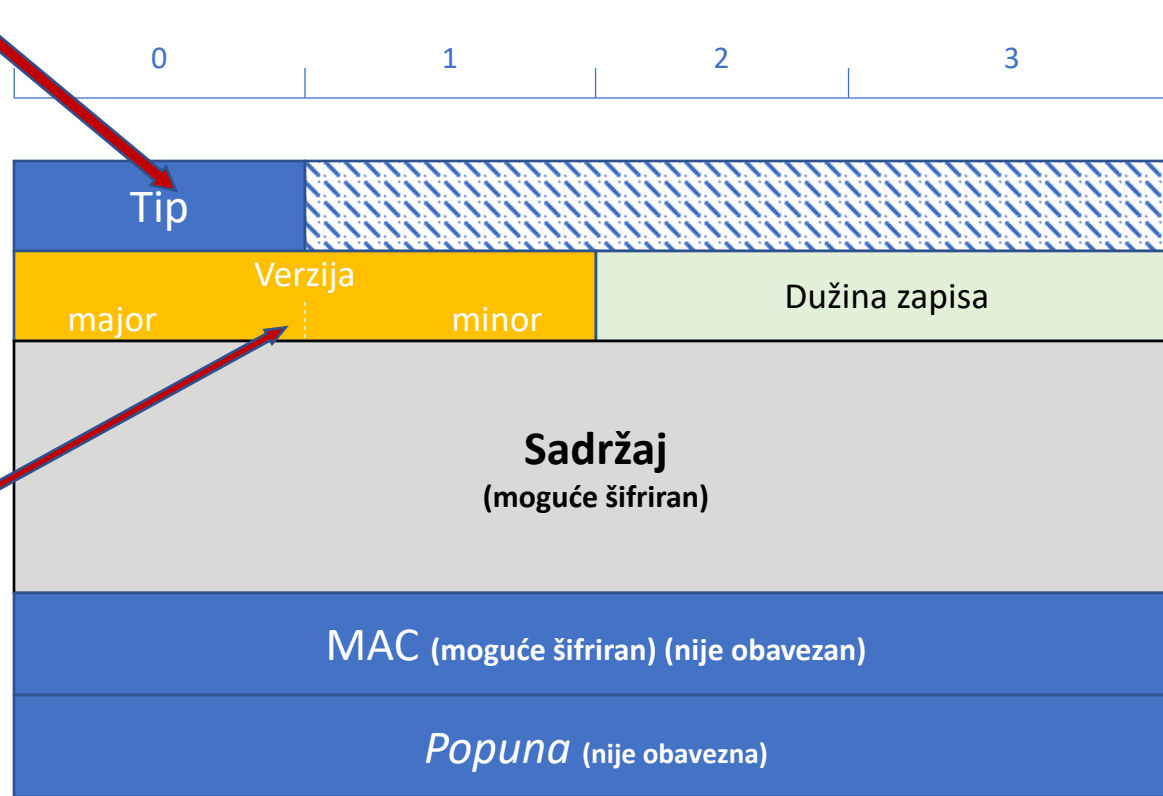 0 1 2 3
Tip
Verzija
major minor
Dužina zapisa
Sadržaj
(moguće šifriran)
MAC (moguće šifriran) (nije obavezan)
Popuna (nije obavezna)